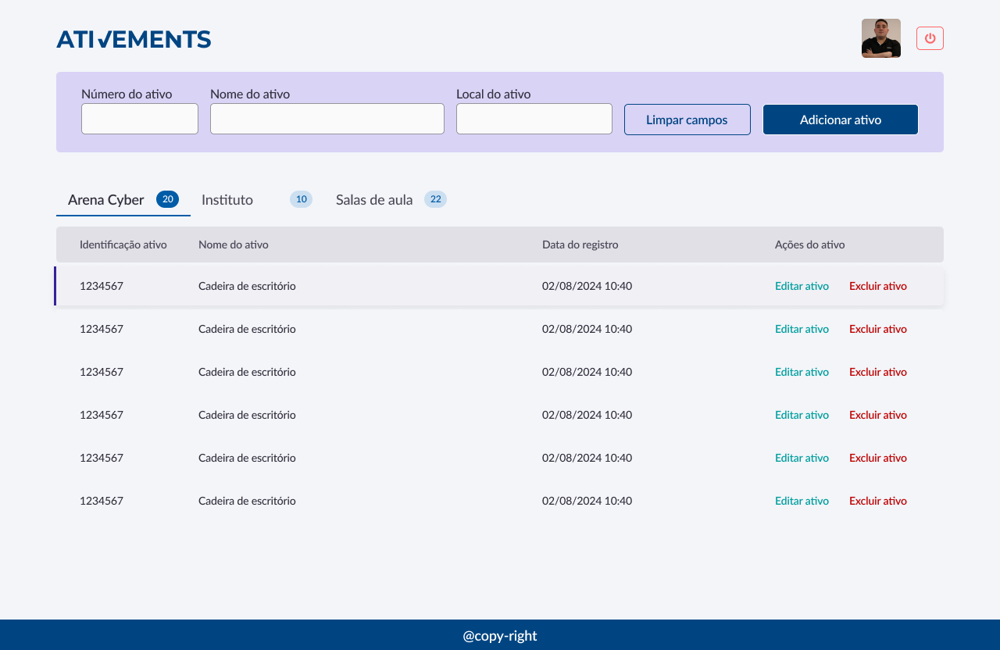 ATIVEMENTS
Número do ativo Nome do ativo Local do ativo
Limpar campos Adicionar ativo
Arena Cyber 20 Instituto 10 Salas de aula 22
Identificação ativo Nome do ativo Data do registro Ações do ativo
1234567 Cadeira de escritório 02/08/2024 10:40 Editar ativo Excluir ativo
1234567 Cadeira de escritório 02/08/2024 10:40 Editar ativo Excluir ativo
1234567 Cadeira de escritório 02/08/2024 10:40 Editar ativo Excluir ativo
1234567 Cadeira de escritório 02/08/2024 10:40 Editar ativo Excluir ativo
1234567 Cadeira de escritório 02/08/2024 10:40 Editar ativo Excluir ativo
1234567 Cadeira de escritório 02/08/2024 10:40 Editar ativo Excluir ativo
@copy-right